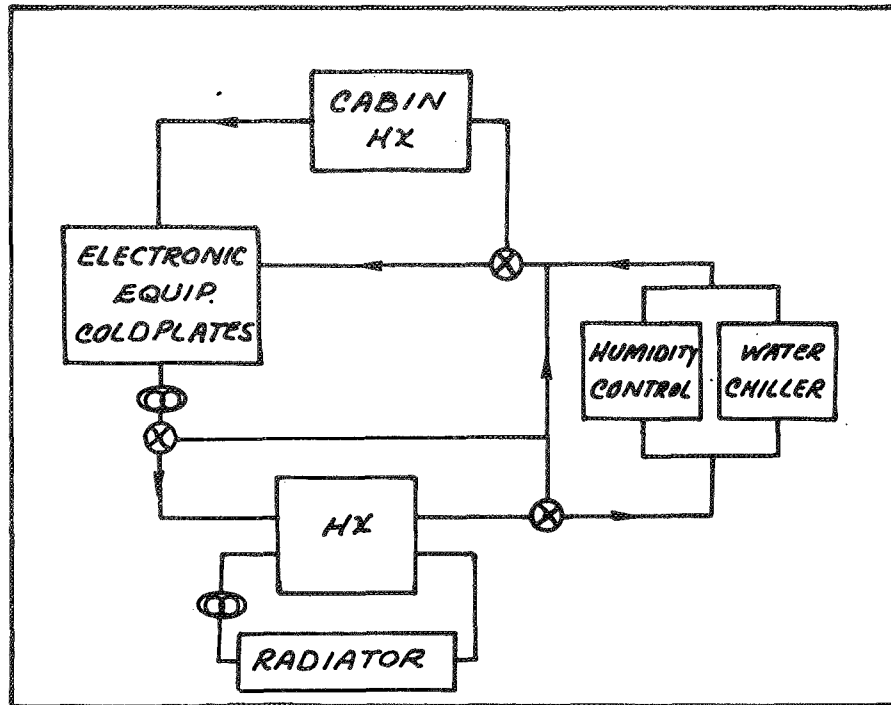 CABIN
HX
ELECTRONIC
EQUIP.
COLDPLATES
HUMIDITY
CONTROL
WATER
CHILLER
HX
RADIATOR